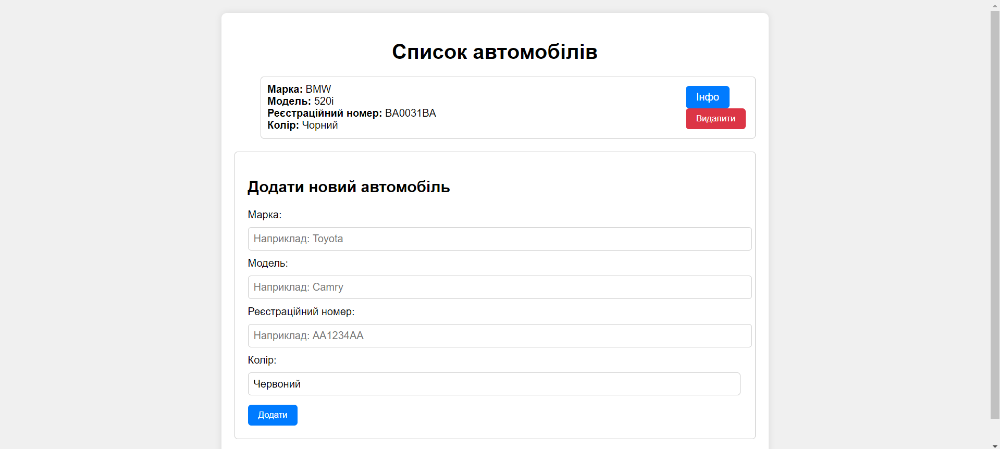 Список автомобілів
Марка: BMW
Модель: 520i
Реєстраційний номер: BA0031BA
Колір: Чорний
Інфо
Видалити
Додати новий автомобіль
Марка:
Наприклад: Toyota
Модель:
Наприклад: Camry
Реєстраційний номер:
Наприклад: AA1234AA
Колір:
Червоний
Додати